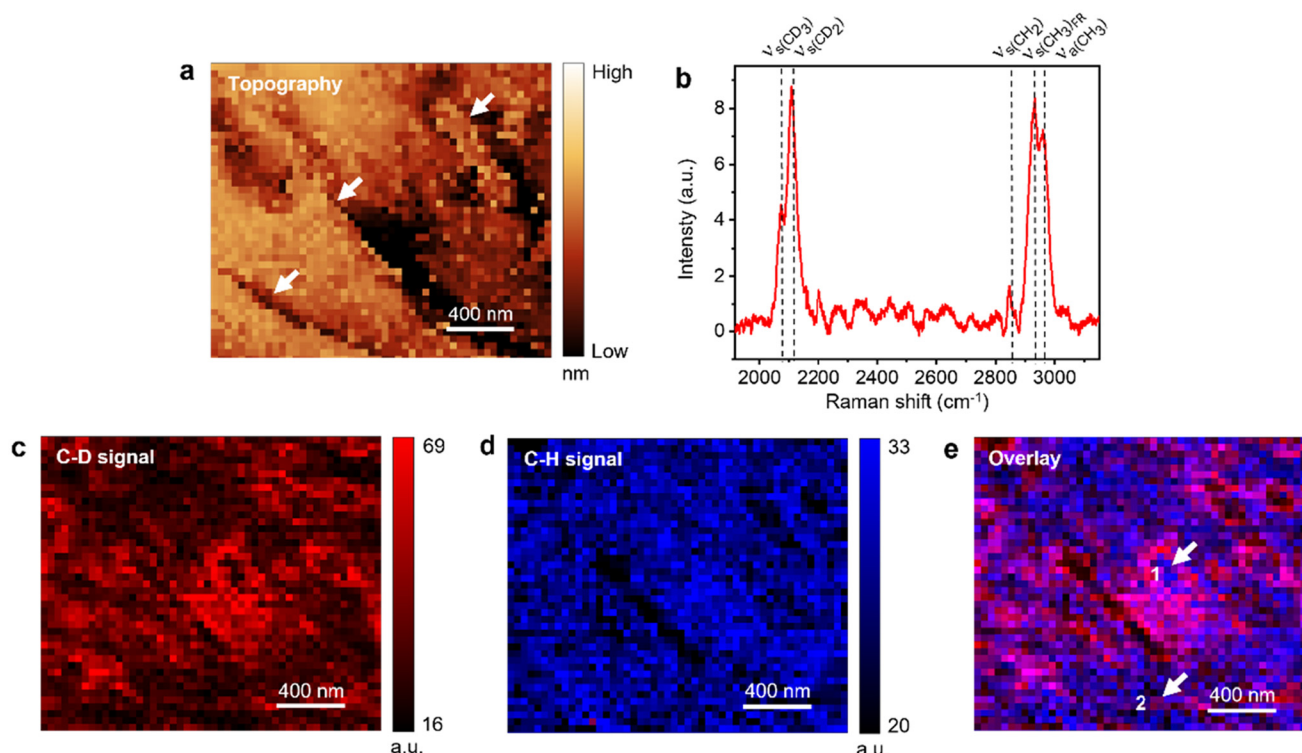 a
Topography
High
Low
nm
400 nm
b
νs(CD3)
νs(CD2)
νs(CH2)
νs(CH3)FR
νa(CH3)
Intensty (a.u.)
8
6
4
2
0
2000 2200 2400 2600 2800 3000
Raman shift (cm-1)
c
C-D signal
69
16
a.u.
400 nm
d
C-H signal
33
20
a.u
400 nm
e
Overlay
1
2
400 nm